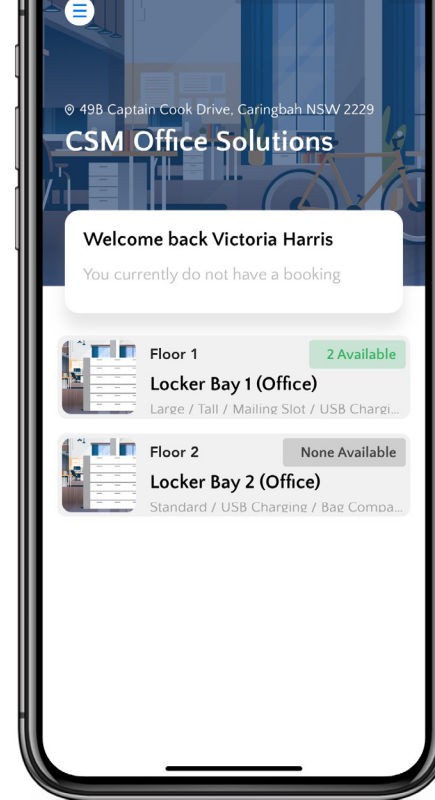 49B Captain Cook Drive, Caringbah NSW 2229
CSM Office Solutions
Welcome back Victoria Harris
You currently do not have a booking
Floor 1
2 Available
Locker Bay 1 (Office)
Large / Tall / Mailing Slot / USB Chargi...
Floor 2
None Available
Locker Bay 2 (Office)
Standard / USB Charging / Bag Compa...